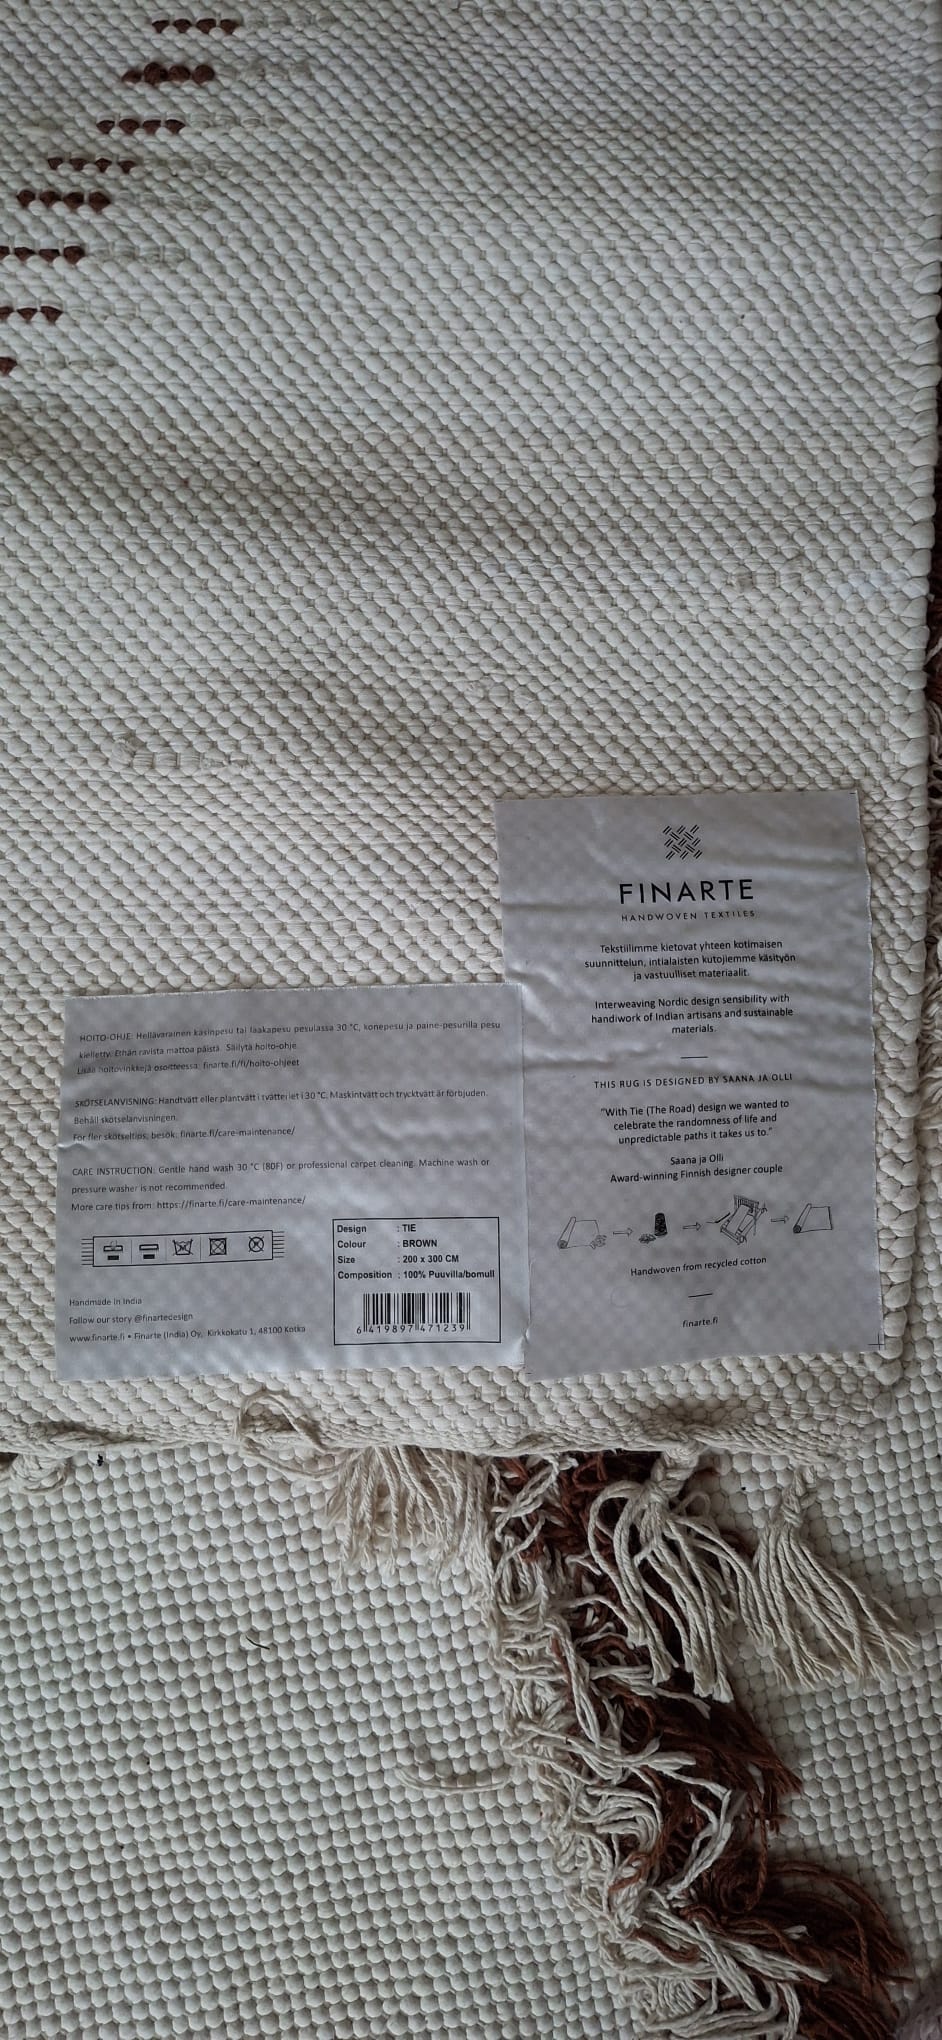 FINARTE
HANDWOVEN TEXTILES
Tekstiilimme kietovat yhteen kotimaisen
suunnittelun, intialaisten kutojiemme käsityön
ja vastuulliset materiaalit.
Interweaving Nordic design sensibility with
handiwork of Indian artisans and sustainable
materials.
THIS RUG IS DESIGNED BY SAANA JA OLLI
"With Tie (The Road) design we wanted to
celebrate the randomness of life and
unpredictable paths it takes us to."
Saana ja Olli
Award-winning Finnish designer couple
Handwoven from recycled cotton
finarte.fi
HOITO-OHJE: Hellävarainen käsinpesu tai laakapesu pesulassa 30 °C, konepesu ja paine-pesurilla pesu
kielletty. Ethän ravista mattoa päistä. Säilytä hoito-ohje.
Lisää hoitovinkkejä osoitteessa: finarte.fi/fi/hoito-ohjeet
SKÖTSELANVISNING: Handtvätt eller plantvätt i tvätteriet i 30 °C. Maskintvätt och trycktvätt är förbjuden.
Behåll skötselanvisningen.
För fler skötseltips, besök: finarte.fi/care-maintenance/
CARE INSTRUCTION: Gentle hand wash 30 °C (80F) or professional carpet cleaning. Machine wash or
pressure washer is not recommended.
More care tips from: https://finarte.fi/care-maintenance/
Design : TIE
Colour : BROWN
Size : 200 x 300 CM
Composition : 100% Puuvilla/bomull
6 419897 471239
Handmade in India
Follow our story @finartedesign
www.finarte.fi • Finarte (India) Oy, Kirkkokatu 1, 48100 Kotka